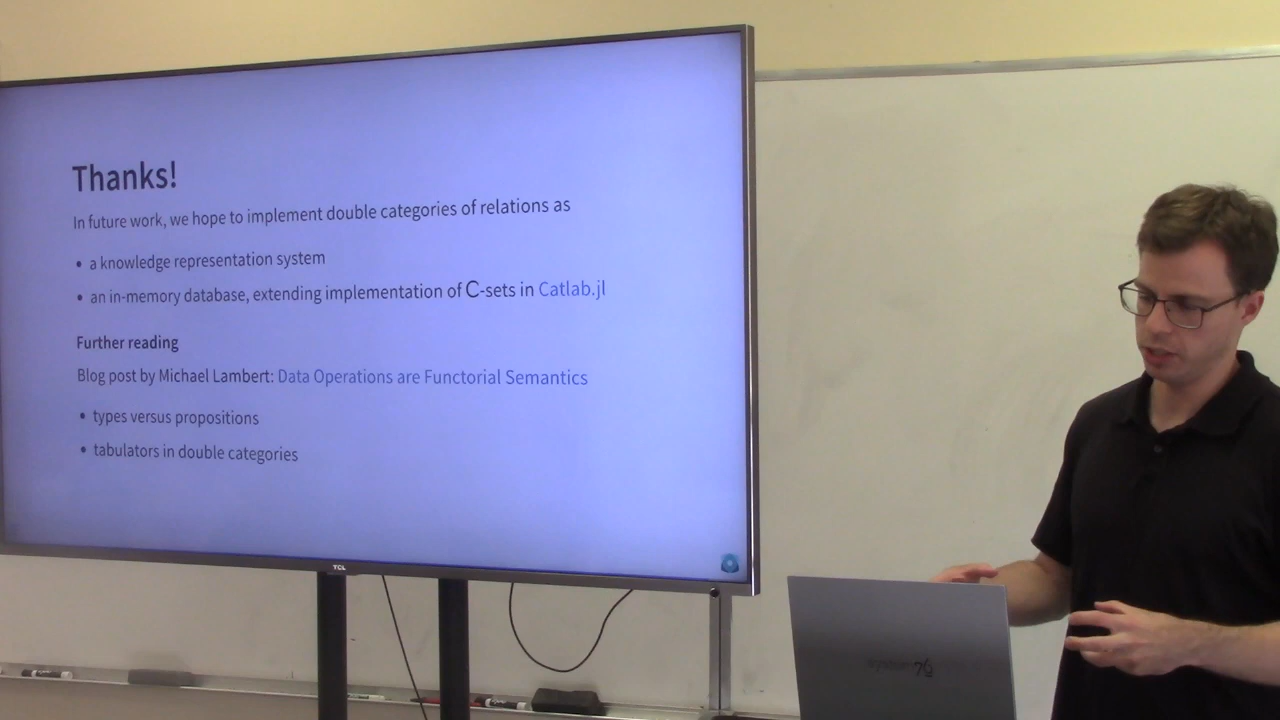 Thanks!
In future work, we hope to implement double categories of relations as
• a knowledge representation system
• an in-memory database, extending implementation of C-sets in Catlab.jl
Further reading
Blog post by Michael Lambert: Data Operations are Functorial Semantics
• types versus propositions
• tabulators in double categories
TCL
system76